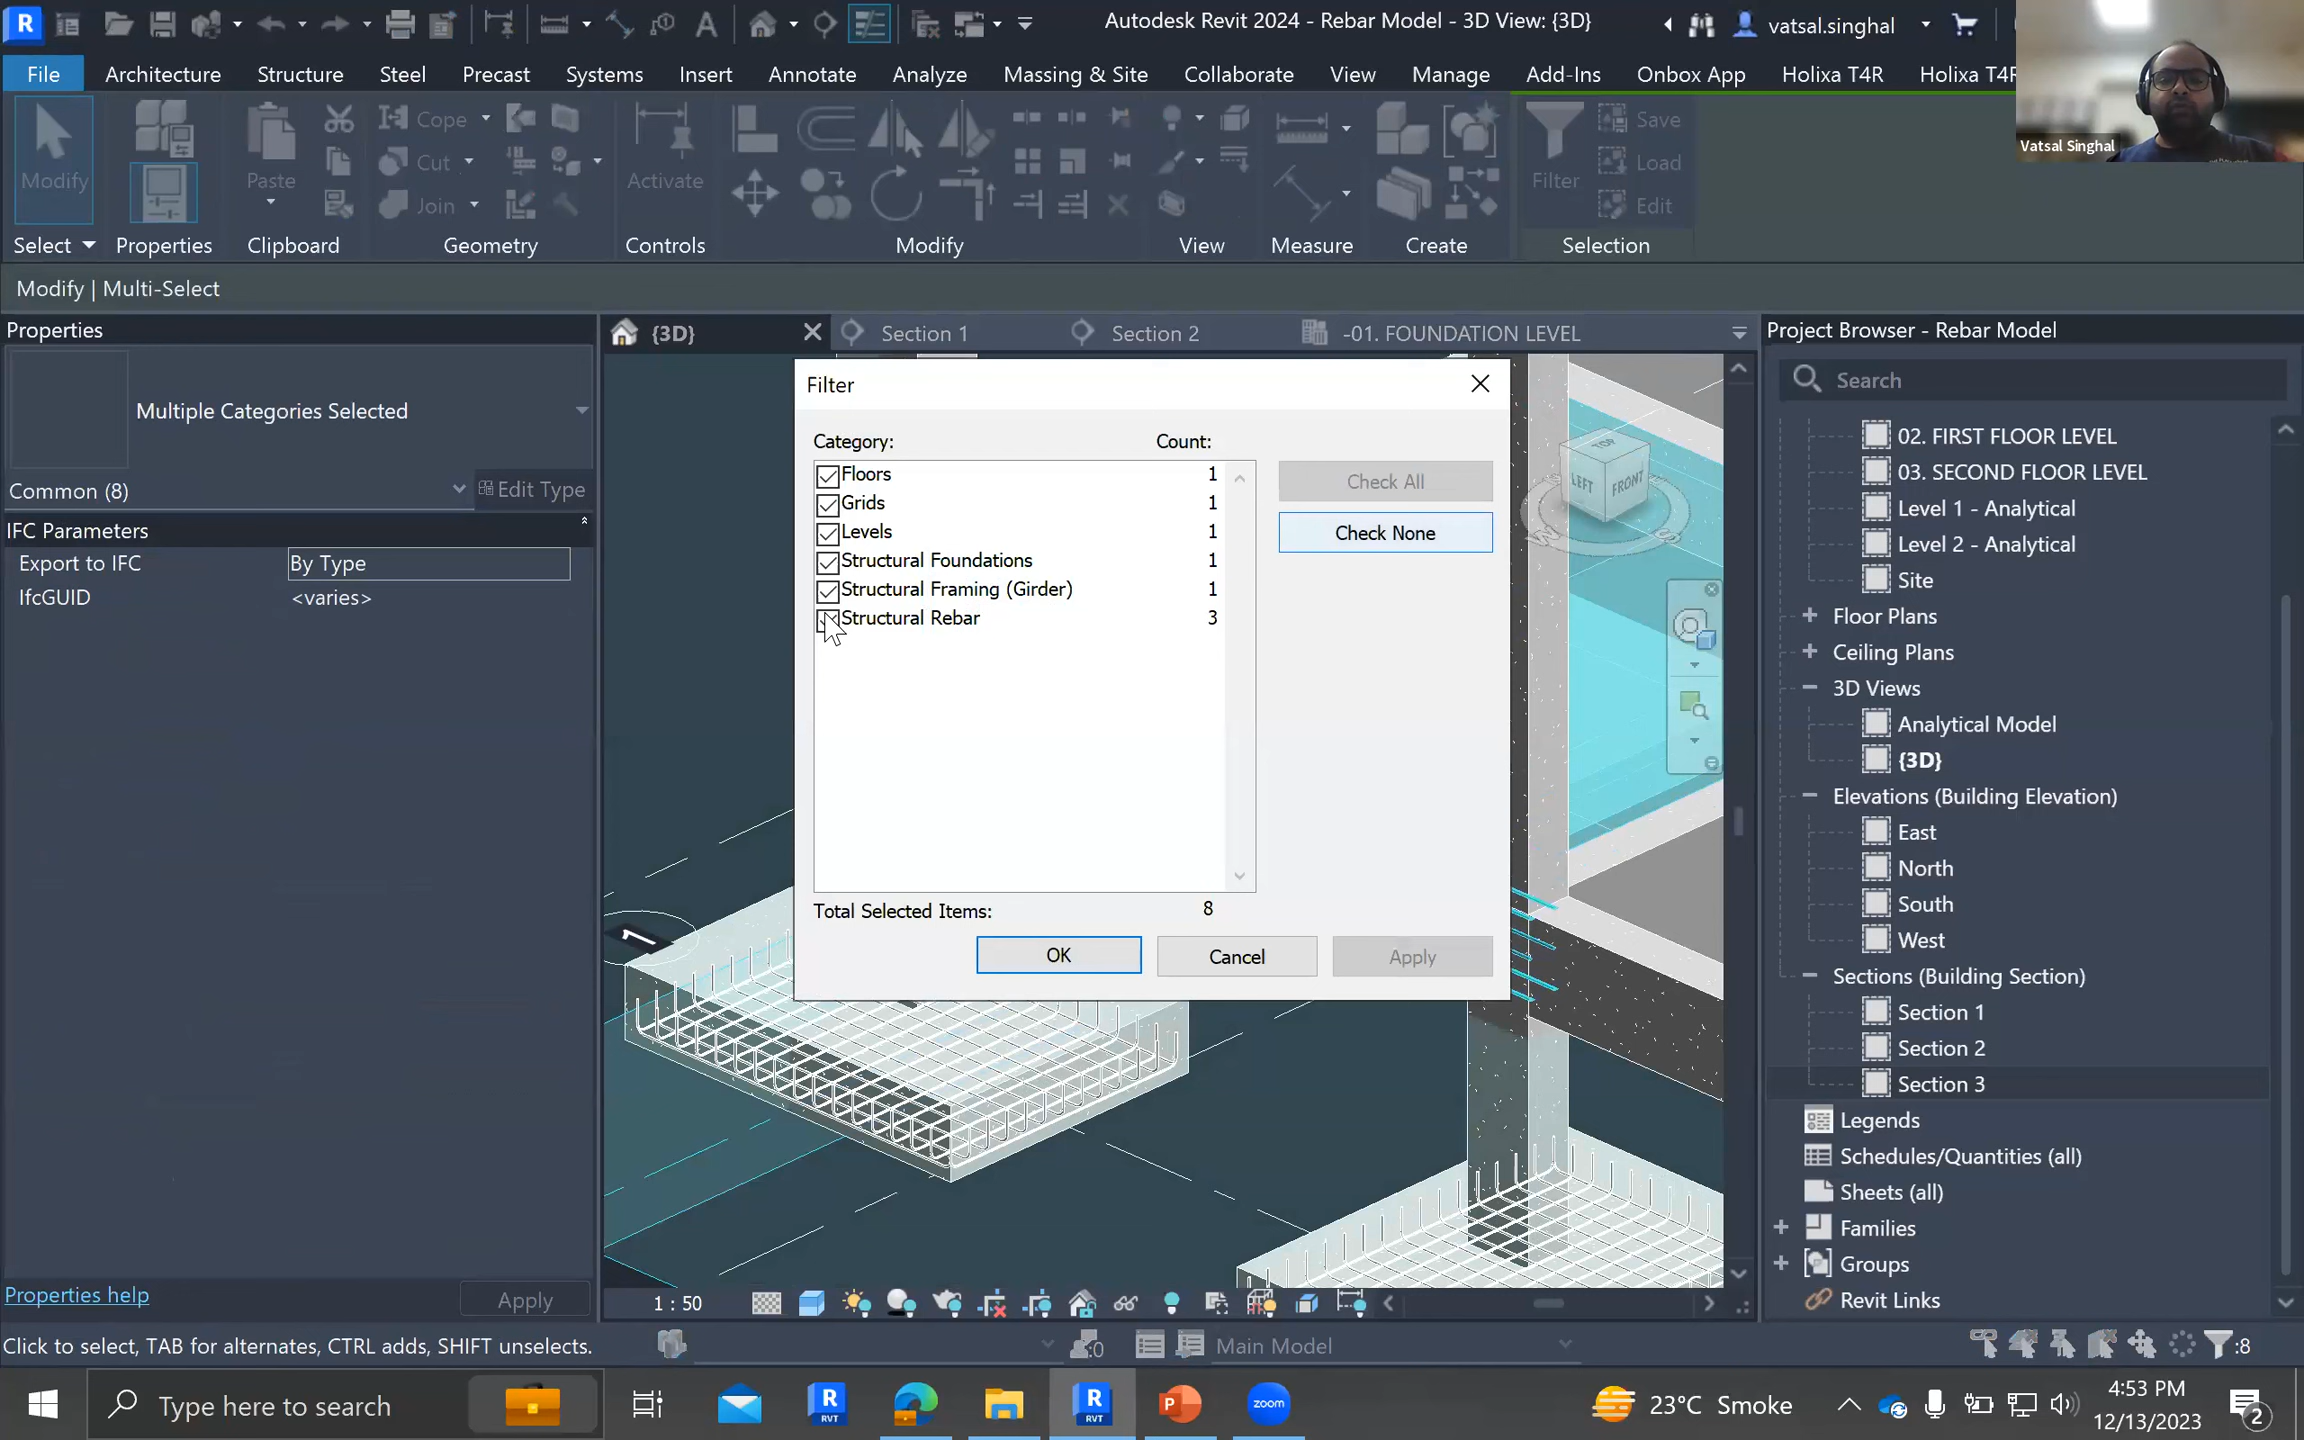 R
Autodesk Revit 2024 - Rebar Model - 3D View: {3D}
vatsal.singhal
File
Architecture
Structure
Steel
Precast
Systems
Insert
Annotate
Analyze
Massing & Site
Collaborate
View
Manage
Add-Ins
Onbox App
Holixa T4R
Holixa T4R
Vatsal Singhal
Modify
Cope
Cut
Join
Paste
Activate
Filter
Save
Load
Edit
Select
Properties
Clipboard
Geometry
Controls
Modify
View
Measure
Create
Selection
Modify | Multi-Select
Properties
Multiple Categories Selected
Common (8)
Edit Type
IFC Parameters
Export to IFC
By Type
IfcGUID
<varies>
Properties help
Apply
{3D}
Section 1
Section 2
-01. FOUNDATION LEVEL
Filter
Category:
Count:
Floors 1
Grids 1
Levels 1
Structural Foundations 1
Structural Framing (Girder) 1
Structural Rebar 3
Check All
Check None
Total Selected Items: 8
OK
Cancel
Apply
TOP
LEFT
FRONT
W
S
1
1 : 50
Project Browser - Rebar Model
Search
02. FIRST FLOOR LEVEL
03. SECOND FLOOR LEVEL
Level 1 - Analytical
Level 2 - Analytical
Site
Floor Plans
Ceiling Plans
3D Views
Analytical Model
{3D}
Elevations (Building Elevation)
East
North
South
West
Sections (Building Section)
Section 1
Section 2
Section 3
Legends
Schedules/Quantities (all)
Sheets (all)
Families
Groups
Revit Links
Click to select, TAB for alternates, CTRL adds, SHIFT unselects.
:0
Main Model
:8
Type here to search
R
RVT
R
RVT
P
zoom
23°C Smoke
4:53 PM
12/13/2023
2